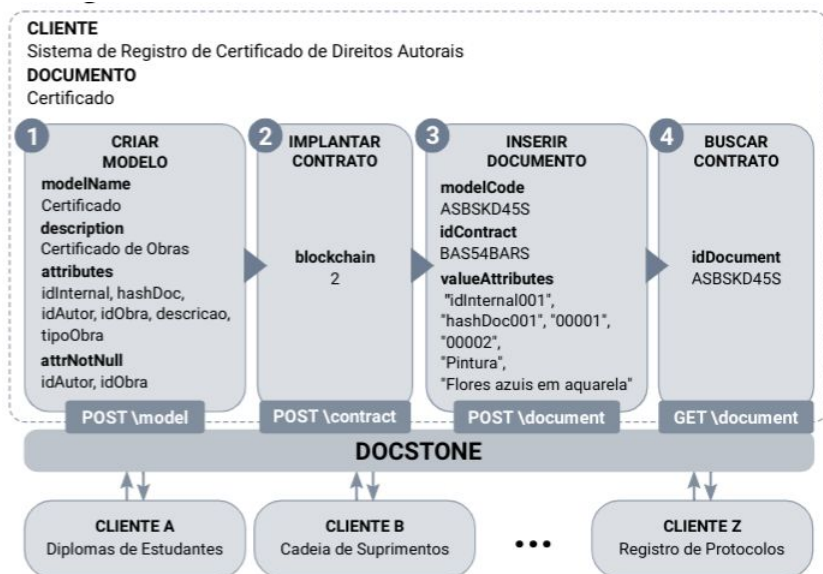 CLIENTE
Sistema de Registro de Certificado de Direitos Autorais
DOCUMENTO
Certificado
1
CRIAR
MODELO
modelName
Certificado
description
Certificado de Obras
attributes
idInternal, hashDoc,
idAutor, idObra, descricao,
tipoObra
attrNotNull
idAutor, idObra
POST \model
2
IMPLANTAR
CONTRATO
blockchain
2
POST \contract
3
INSERIR
DOCUMENTO
modelCode
ASBSKD45S
idContract
BAS54BARS
valueAttributes
"idInternal001",
"hashDoc001", "00001",
"00002",
"Pintura",
"Flores azuis em aquarela"
POST \document
4
BUSCAR
CONTRATO
idDocument
ASBSKD45S
GET \document
DOCSTONE
CLIENTE A
Diplomas de Estudantes
CLIENTE B
Cadeia de Suprimentos
...
CLIENTE Z
Registro de Protocolos